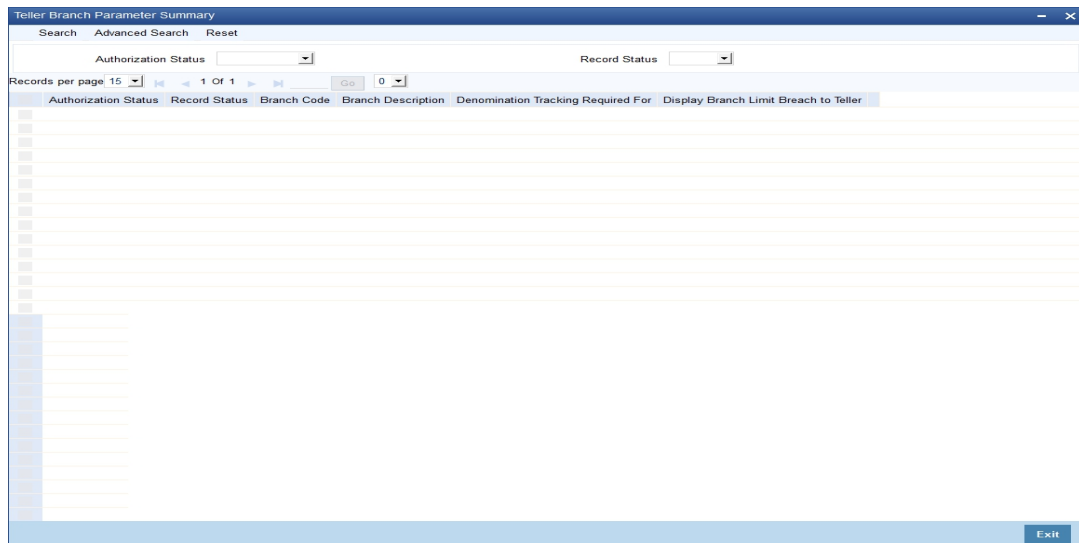 Teller Branch Parameter Summary
Search Advanced Search Reset
Authorization Status Record Status
Records per page 15 1 Of 1 Go 0
Authorization Status Record Status Branch Code Branch Description Denomination Tracking Required For Display Branch Limit Breach to Teller
Exit